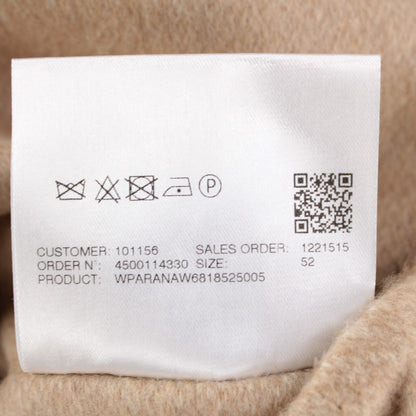 P
CUSTOMER: 101156 SALES ORDER: 1221515
ORDER N°: 4500114330 SIZE: 52
PRODUCT: WPARANAW6818525005